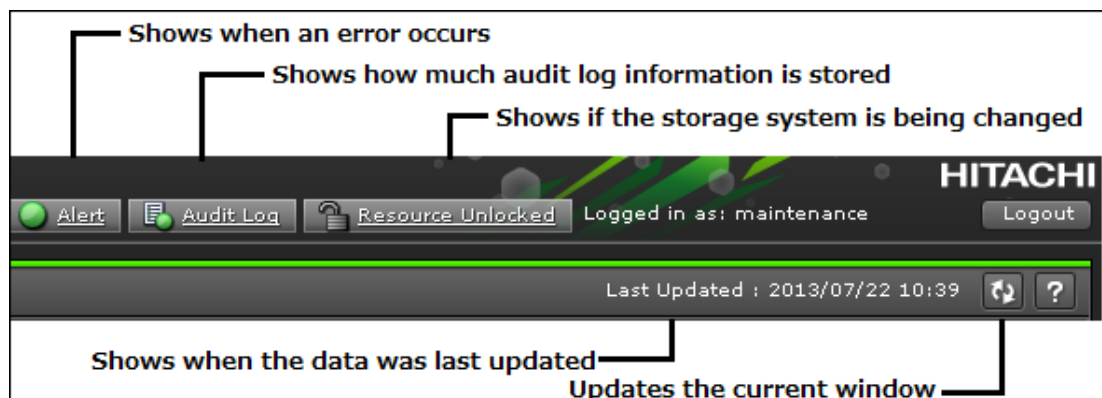 Shows when an error occurs
Shows how much audit log information is stored
Shows if the storage system is being changed
HITACHI
Alert Audit Log Resource Unlocked Logged in as: maintenance Logout
Last Updated : 2013/07/22 10:39 ?
Shows when the data was last updated
Updates the current window